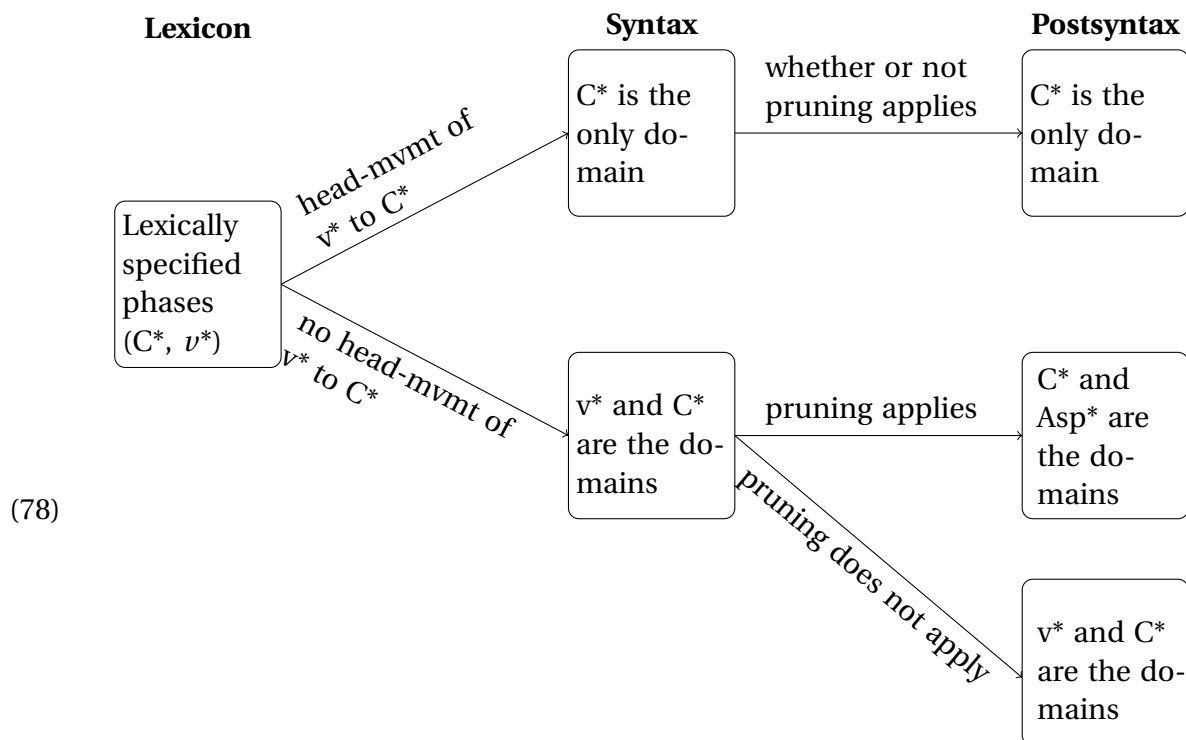 Lexicon
Syntax
Postsyntax
Lexically
specified
phases
(C*, v*)
head-mvmt of
v* to C*
C* is the
only do-
main
whether or not
pruning applies
C* is the
only do-
main
no head-mvmt of
v* to C*
v* and C*
are the do-
mains
pruning applies
C* and
Asp* are
the do-
mains
pruning does not apply
v* and C*
are the do-
mains
(78)